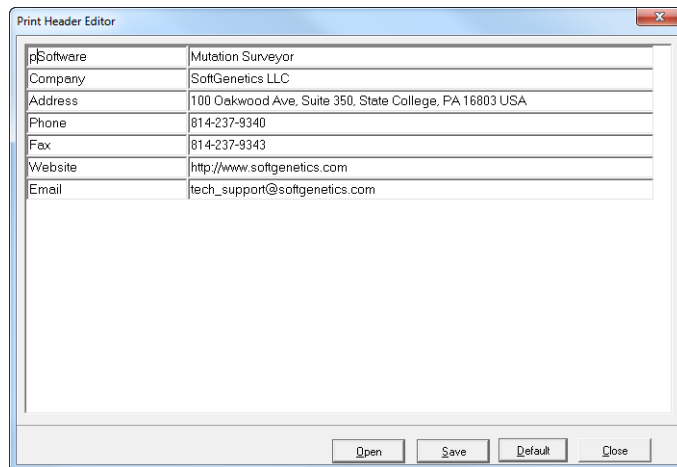 Print Header Editor
pSoftware Mutation Surveyor
Company SoftGenetics LLC
Address 100 Oakwood Ave, Suite 350, State College, PA 16803 USA
Phone 814-237-9340
Fax 814-237-9343
Website http://www.softgenetics.com
Email tech_support@softgenetics.com
Open Save Default Close